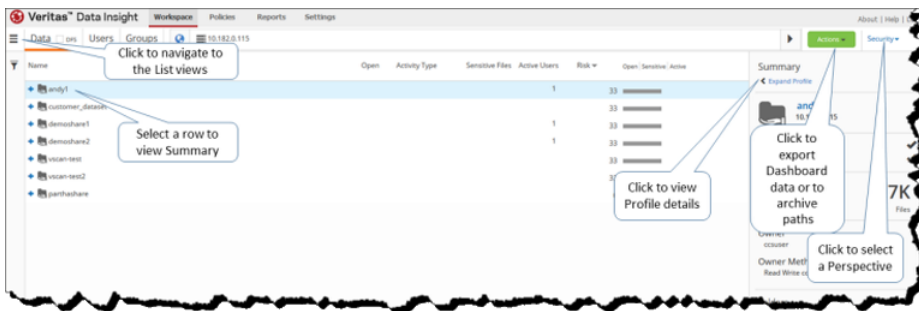 Veritas™ Data Insight Workspace Policies Reports Settings About | Help |
Data DFS Users Groups 10.182.0.115 Actions Security
Click to navigate to
the List views
Name Open Activity Type Sensitive Files Active Users Risk Open Sensitive Active
Summary
Expand Profile
andy1 1 33
customer_dataset 33
demoshare1 1 33
demoshare2 1 33
vscan-test 33
vscan-test2 33
parthashare
Select a row to
view Summary
Click to view
Profile details
Click to
export
Dashboard
data or to
archive
paths
7K
Files
Owner
ccsuser
Owner Meth
Read Write co
Click to select
a Perspective